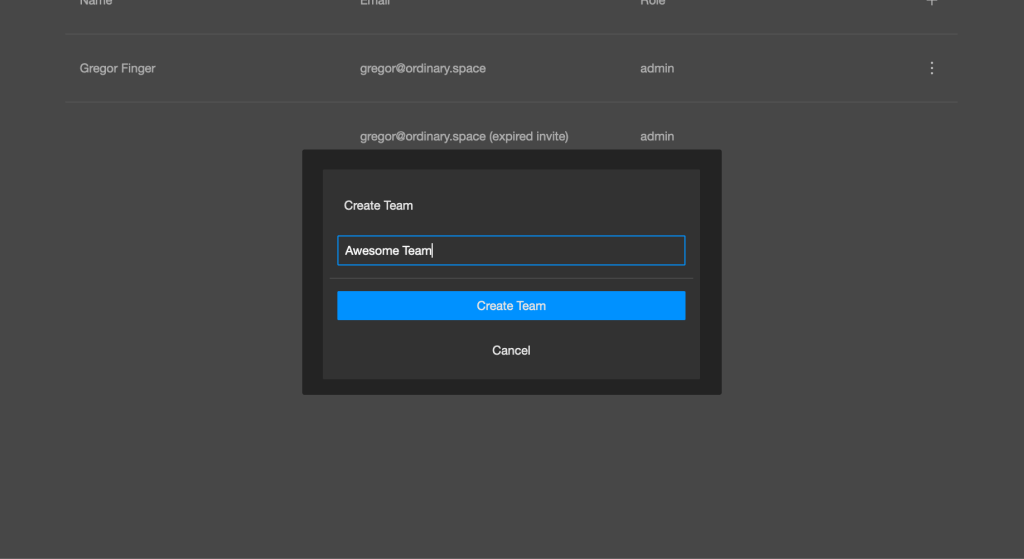 Name Email Role
Gregor Finger gregor@ordinary.space admin
gregor@ordinary.space (expired invite) admin
Create Team
Awesome Team
Create Team
Cancel